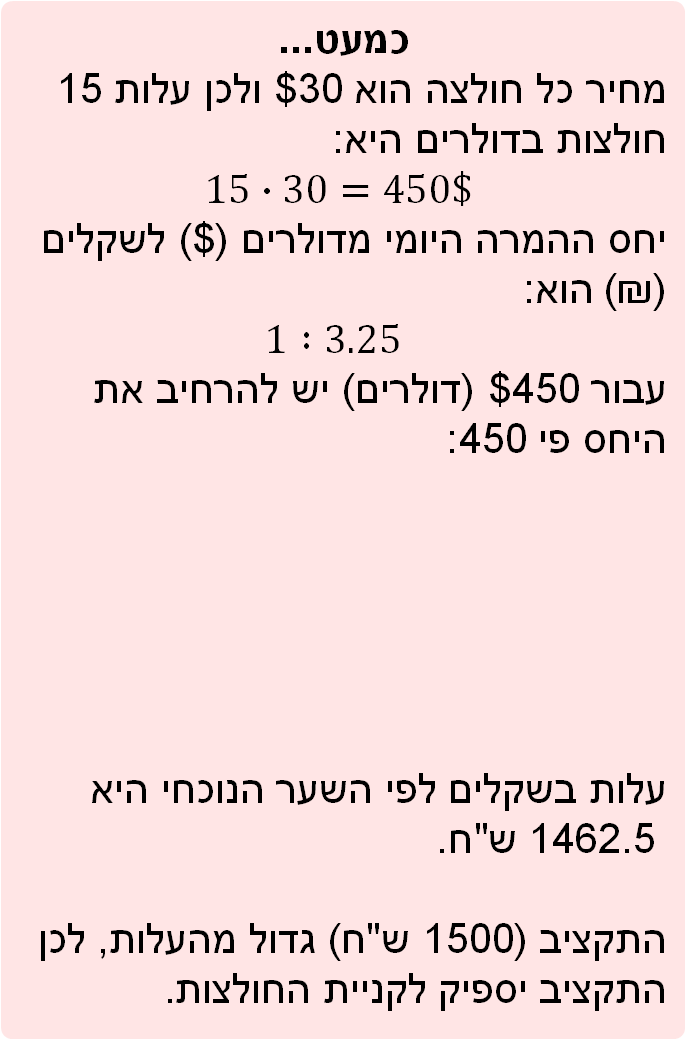 כמעט...
מחיר כל חולצה הוא 30$ ולכן עלות 15
חולצות בדולרים היא:
15 · 30 = 450$
יחס ההמרה היומי מדולרים ($) לשקלים
(₪) הוא:
1 : 3.25
עבור 450$ (דולרים) יש להרחיב את
היחס פי 450:
עלות בשקלים לפי השער הנוכחי היא
1462.5 ש"ח.
התקציב (1500 ש"ח) גדול מהעלות, לכן
התקציב יספיק לקניית החולצות.